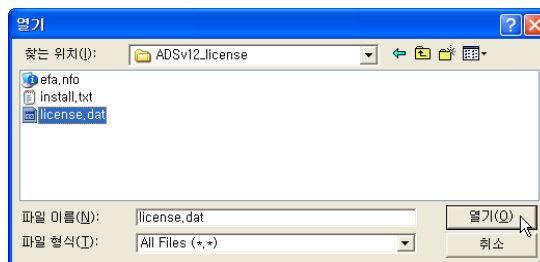 열기
찾는 위치(I): ADSv12_license
efa,nfo
install,txt
license,dat
파일 이름(N): license,dat 열기(O)
파일 형식(T): All Files (*,*) 취소